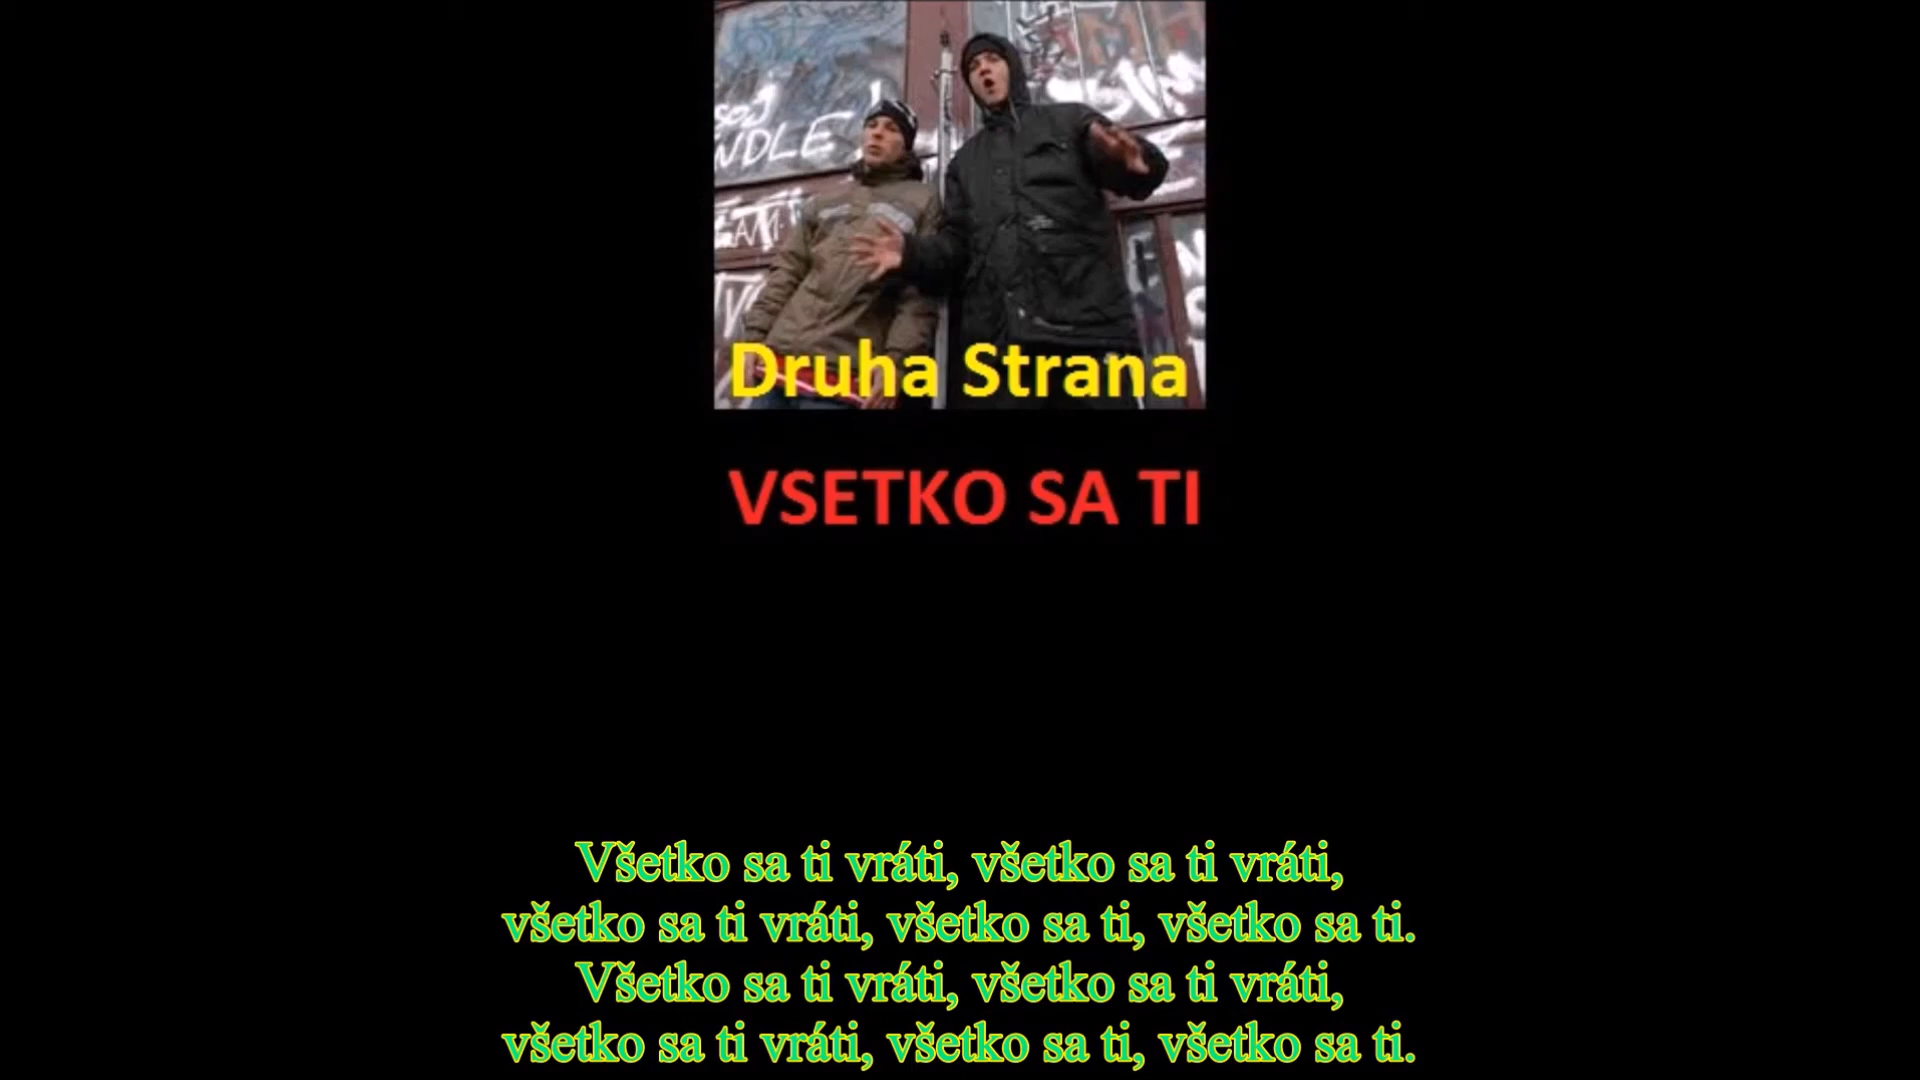 NDLE
Druha Strana
VSETKO SA TI
Všetko sa ti vráti, všetko sa ti vráti,
všetko sa ti vráti, všetko sa ti, všetko sa ti.
Všetko sa ti vráti, všetko sa ti vráti,
všetko sa ti vráti, všetko sa ti, všetko sa ti.